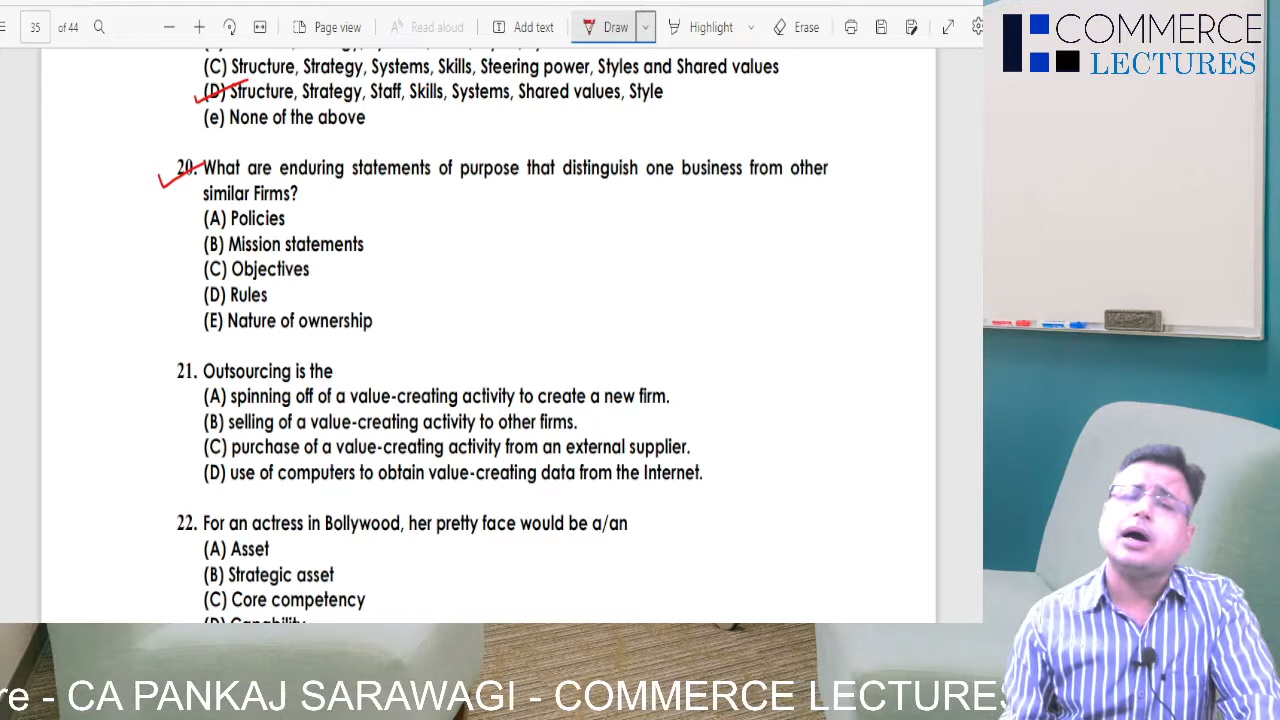 35 of 44 Page view Read aloud Add text Draw Highlight Erase
COMMERCE
LECTURES
(C) Structure, Strategy, Systems, Skills, Steering power, Styles and Shared values
(D) Structure, Strategy, Staff, Skills, Systems, Shared values, Style
(e) None of the above
20. What are enduring statements of purpose that distinguish one business from other
similar Firms?
(A) Policies
(B) Mission statements
(C) Objectives
(D) Rules
(E) Nature of ownership
21. Outsourcing is the
(A) spinning off of a value-creating activity to create a new firm.
(B) selling of a value-creating activity to other firms.
(C) purchase of a value-creating activity from an external supplier.
(D) use of computers to obtain value-creating data from the Internet.
22. For an actress in Bollywood, her pretty face would be a/an
(A) Asset
(B) Strategic asset
(C) Core competency
(D) Capability
re - CA PANKAJ SARAWAGI - COMMERCE LECTURES